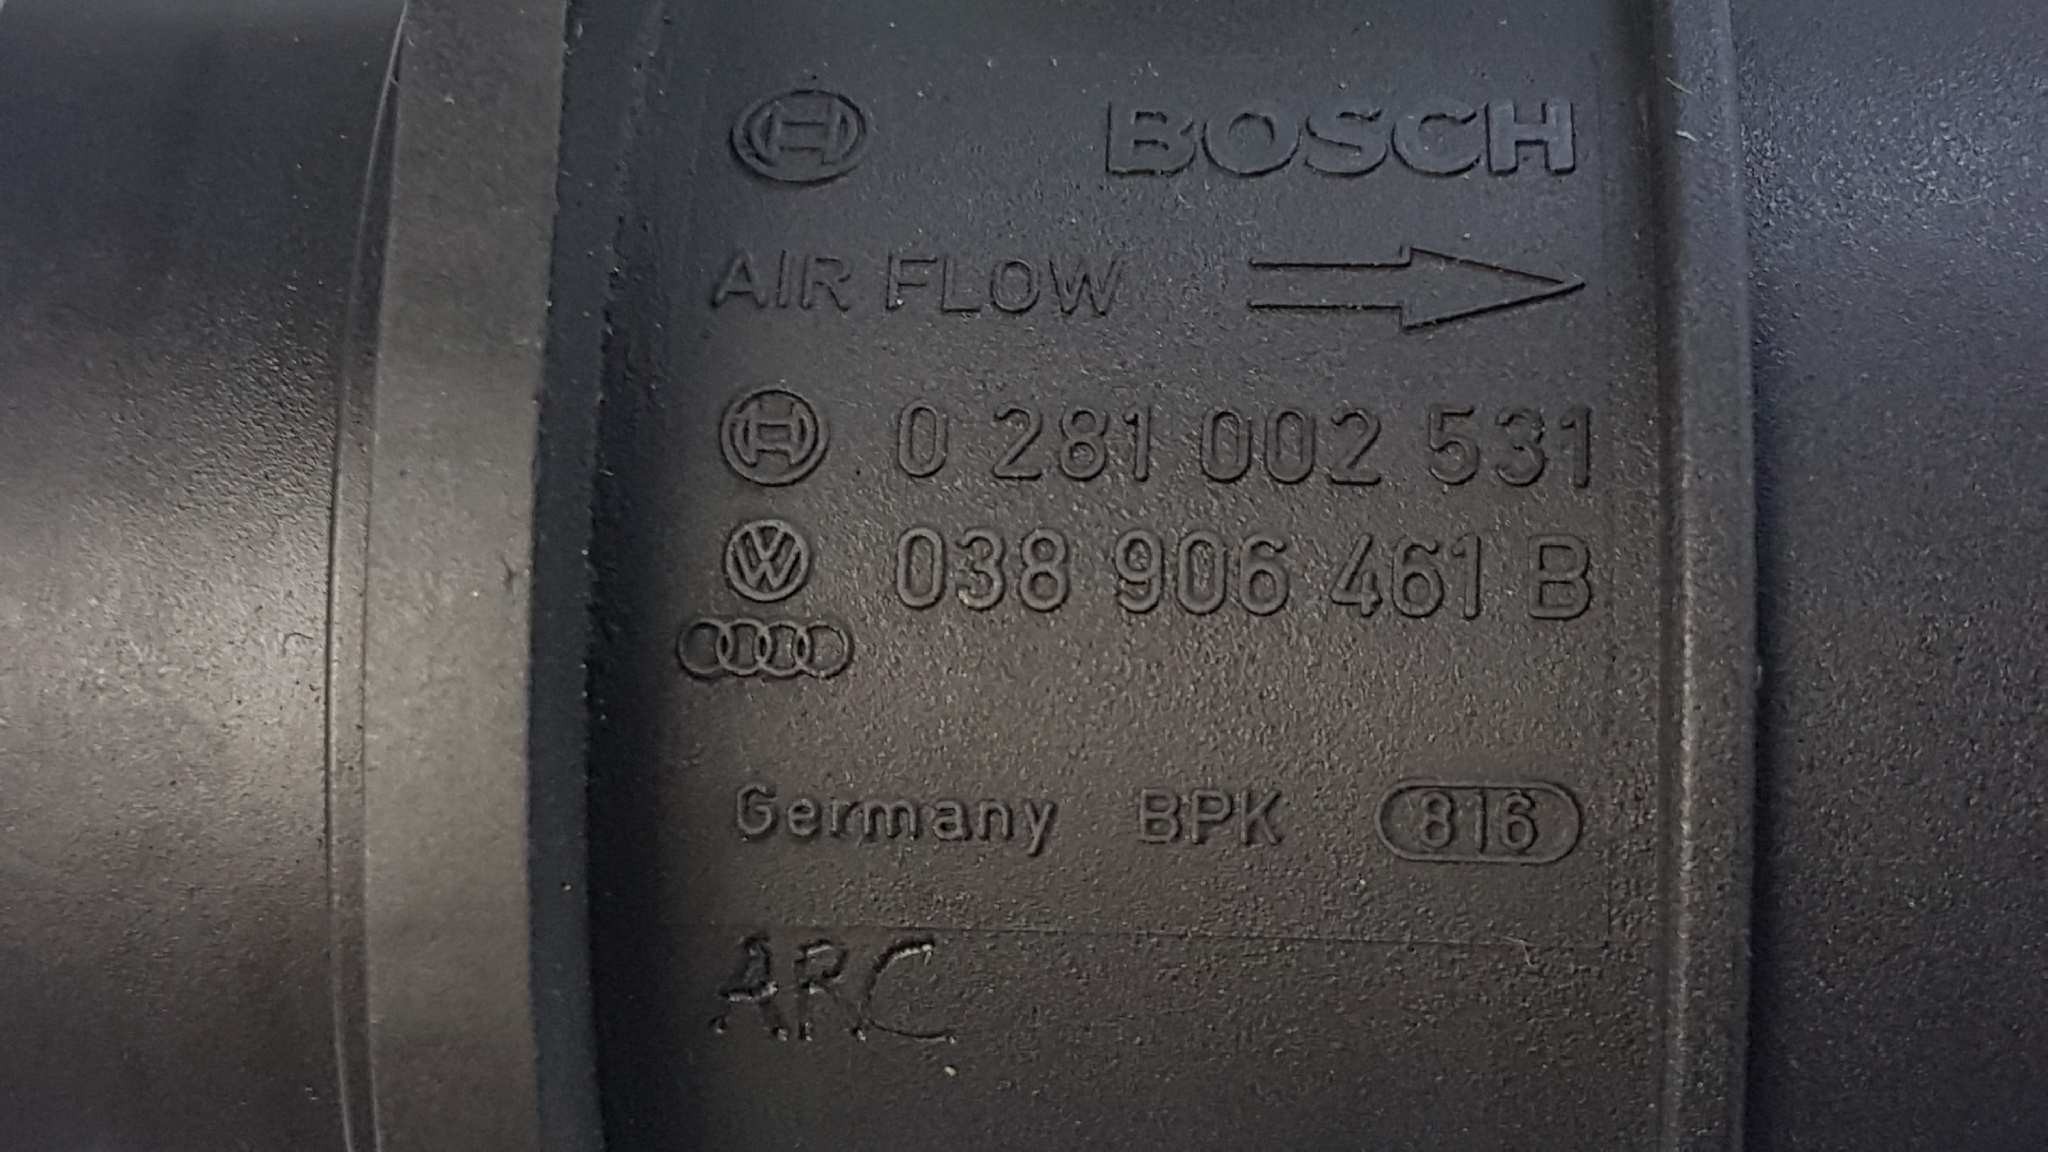 BOSCH
AIR FLOW
0 281 002 531
038 906 461 B
Germany BPK 816
ARC